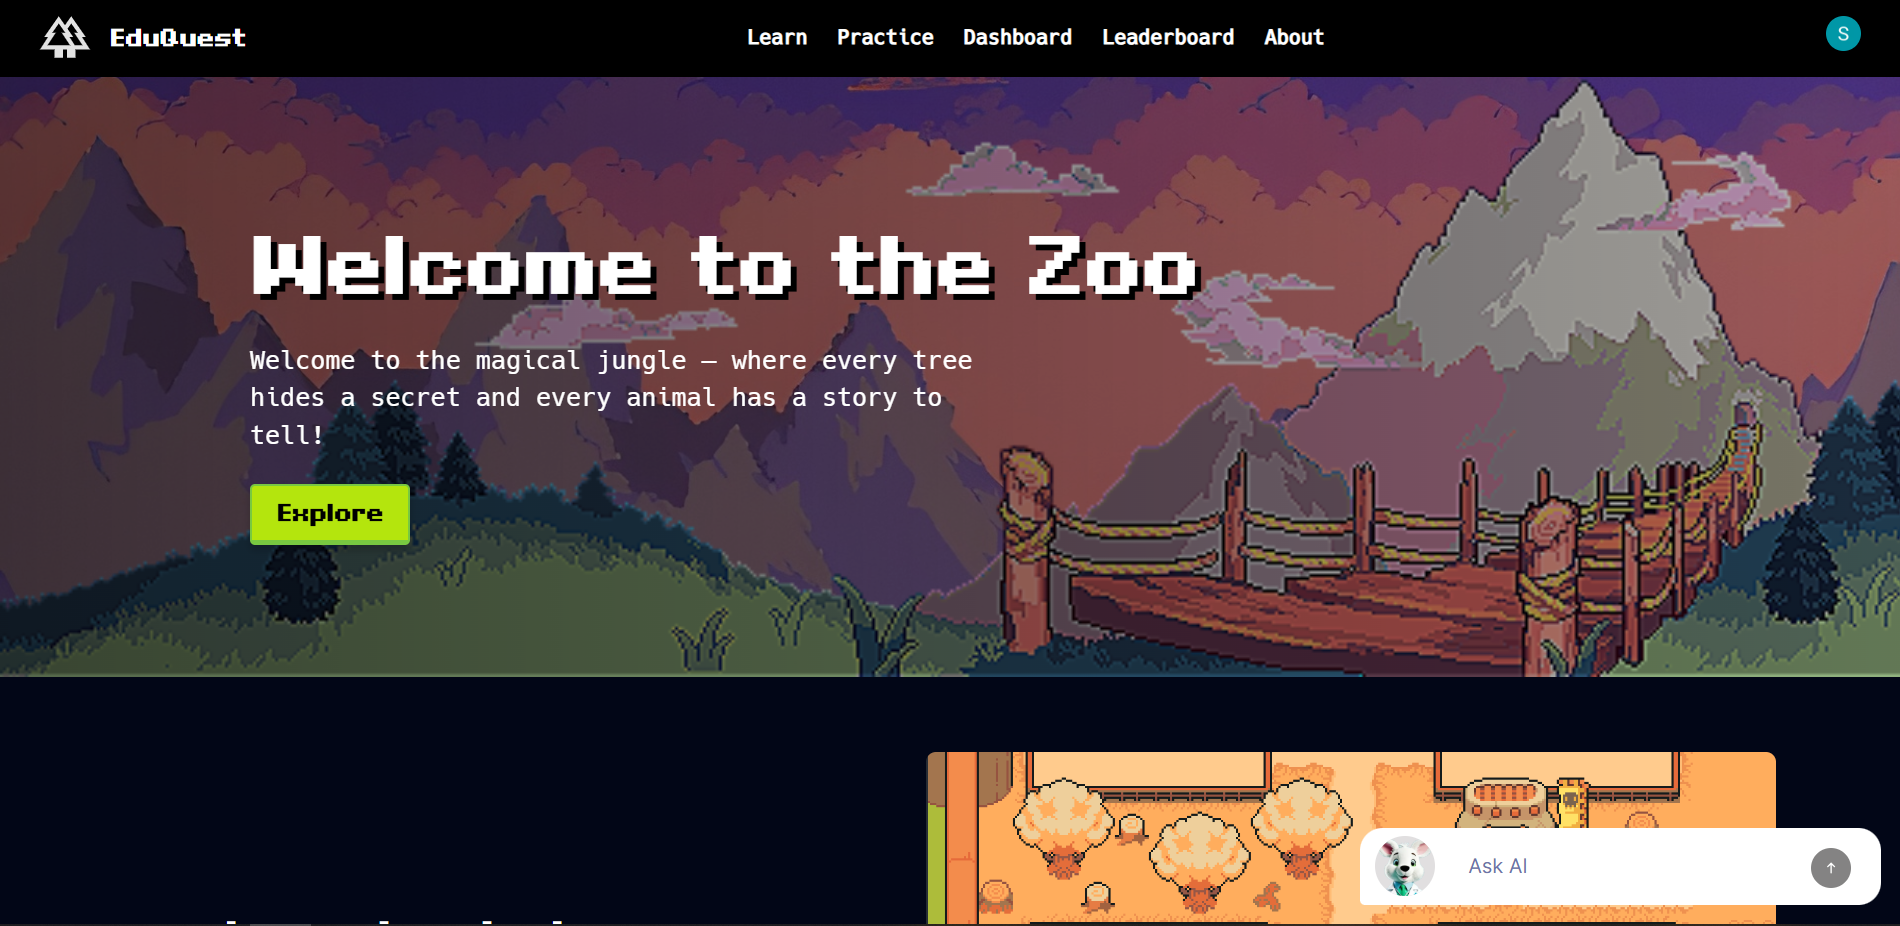 EduQuest
Learn Practice Dashboard Leaderboard About
S
Welcome to the Zoo
Welcome to the magical jungle – where every tree
hides a secret and every animal has a story to
tell!
Explore
Ask AI